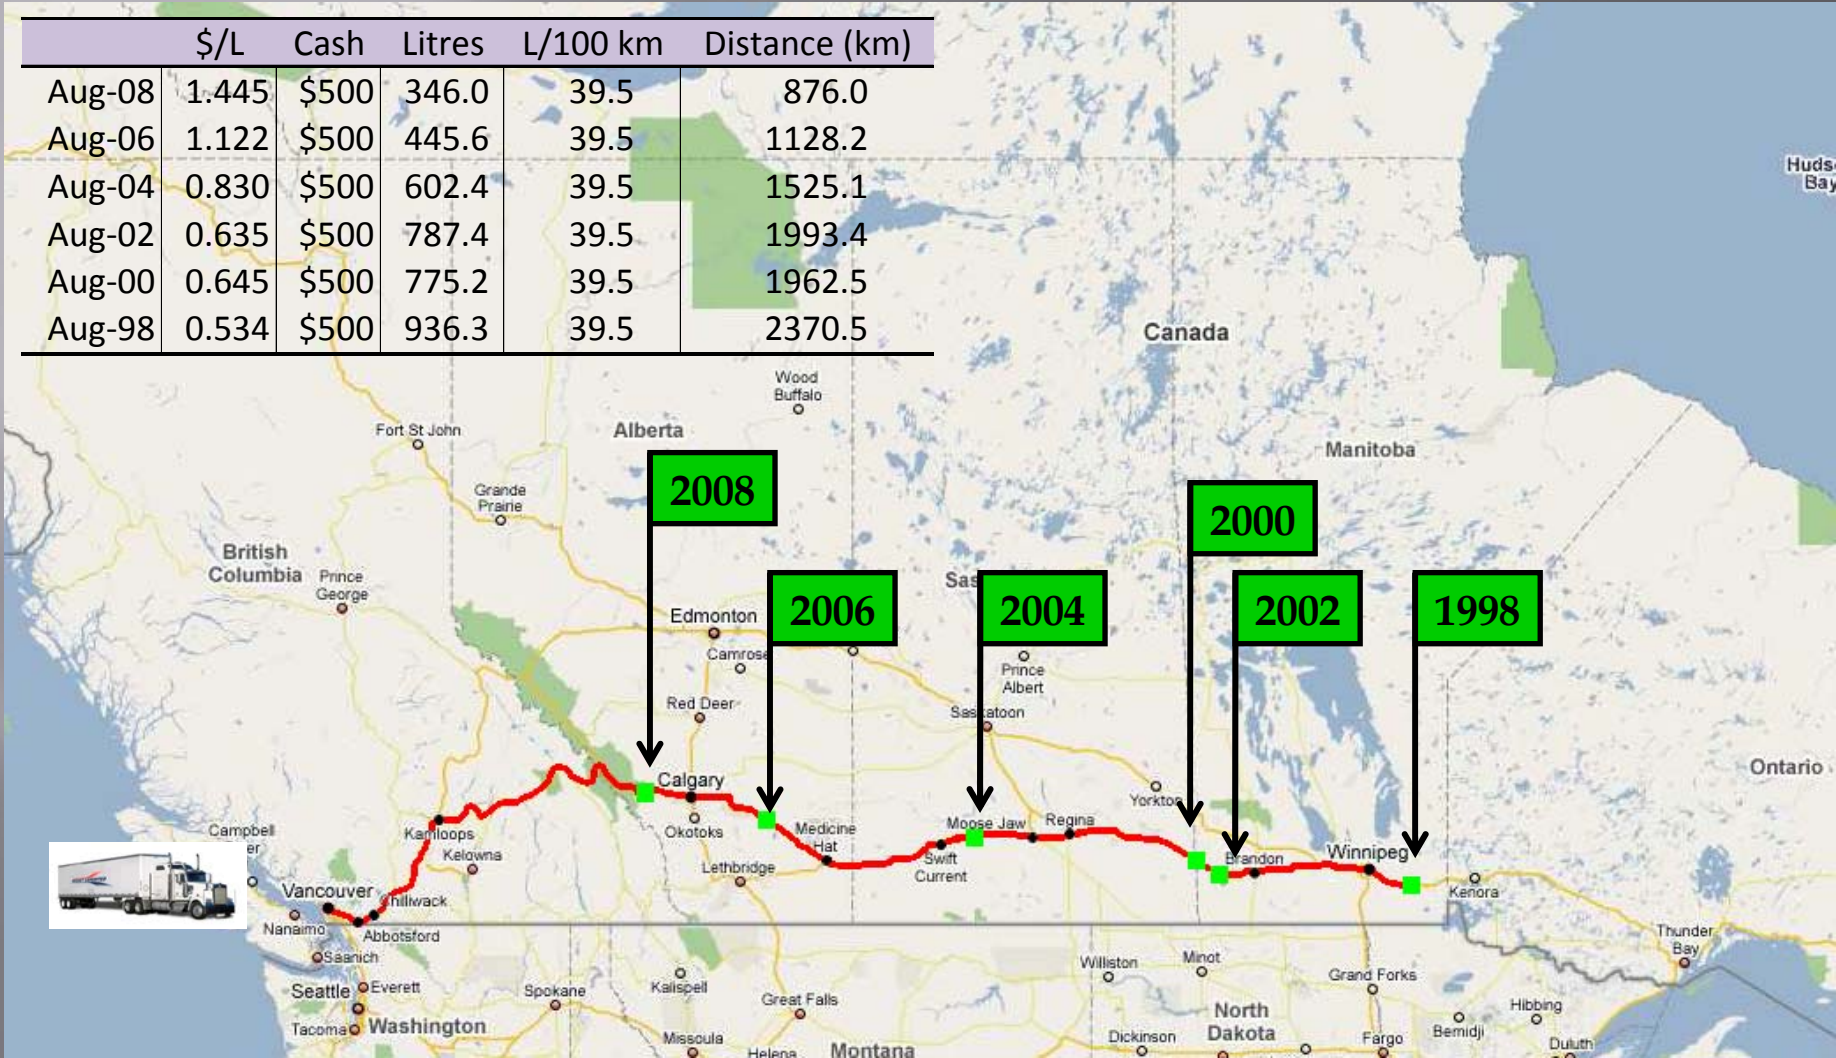 $/L Cash Litres L/100 km Distance (km)
Aug-08 1.445 $500 346.0 39.5 876.0
Aug-06 1.122 $500 445.6 39.5 1128.2
Aug-04 0.830 $500 602.4 39.5 1525.1
Aug-02 0.635 $500 787.4 39.5 1993.4
Aug-00 0.645 $500 775.2 39.5 1962.5
Aug-98 0.534 $500 936.3 39.5 2370.5
Canada
Wood
Buffalo
Fort St John
Alberta
Manitoba
2008
Grande
Prairie
2000
British
Columbia
Prince
George
2006
2004
2002
1998
Edmonton
Camrose
Prince
Albert
Red Deer
Saskatoon
Ontario
Calgary
Yorkton
Okotoks
Medicine
Hat
Moose Jaw
Regina
Campbell
Kamloops
Kelowna
Lethbridge
Swift
Current
Brandon
Winnipeg
Kenora
Vancouver
Chilliwack
Nanaimo
Abbotsford
Saanich
Thunder
Bay
Seattle
Everett
Spokane
Kalispell
Great Falls
Williston
Minot
Grand Forks
Hibbing
Tacoma
Washington
Missoula
Helena
Montana
Dickinson
North
Dakota
Fargo
Bemidji
Duluth